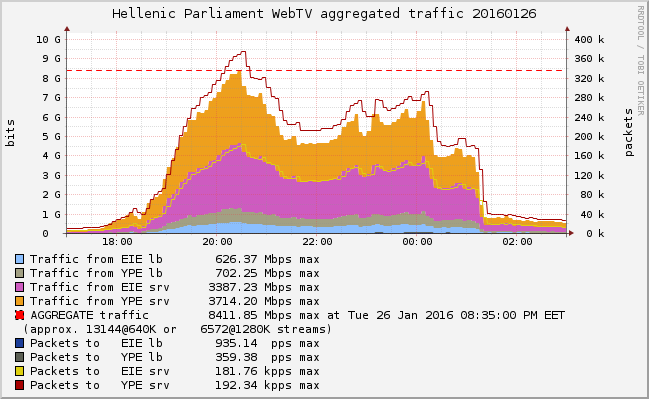 Hellenic Parliament WebTV aggregated traffic 20160126
RRDTOOL / TOBI OETIKER
bits
packets
10 G 400 k
9 G 360 k
8 G 320 k
7 G 280 k
6 G 240 k
5 G 200 k
4 G 160 k
3 G 120 k
2 G 80 k
1 G 40 k
0 0 k
18:00 20:00 22:00 00:00 02:00
Traffic from EIE lb 626.37 Mbps max
Traffic from YPE lb 702.25 Mbps max
Traffic from EIE srv 3387.23 Mbps max
Traffic from YPE srv 3714.20 Mbps max
AGGREGATE traffic 8411.85 Mbps max at Tue 26 Jan 2016 08:35:00 PM EET
(approx. 13144@640K or 6572@1280K streams)
Packets to EIE lb 935.14 pps max
Packets to YPE lb 359.38 pps max
Packets to EIE srv 181.76 kpps max
Packets to YPE srv 192.34 kpps max